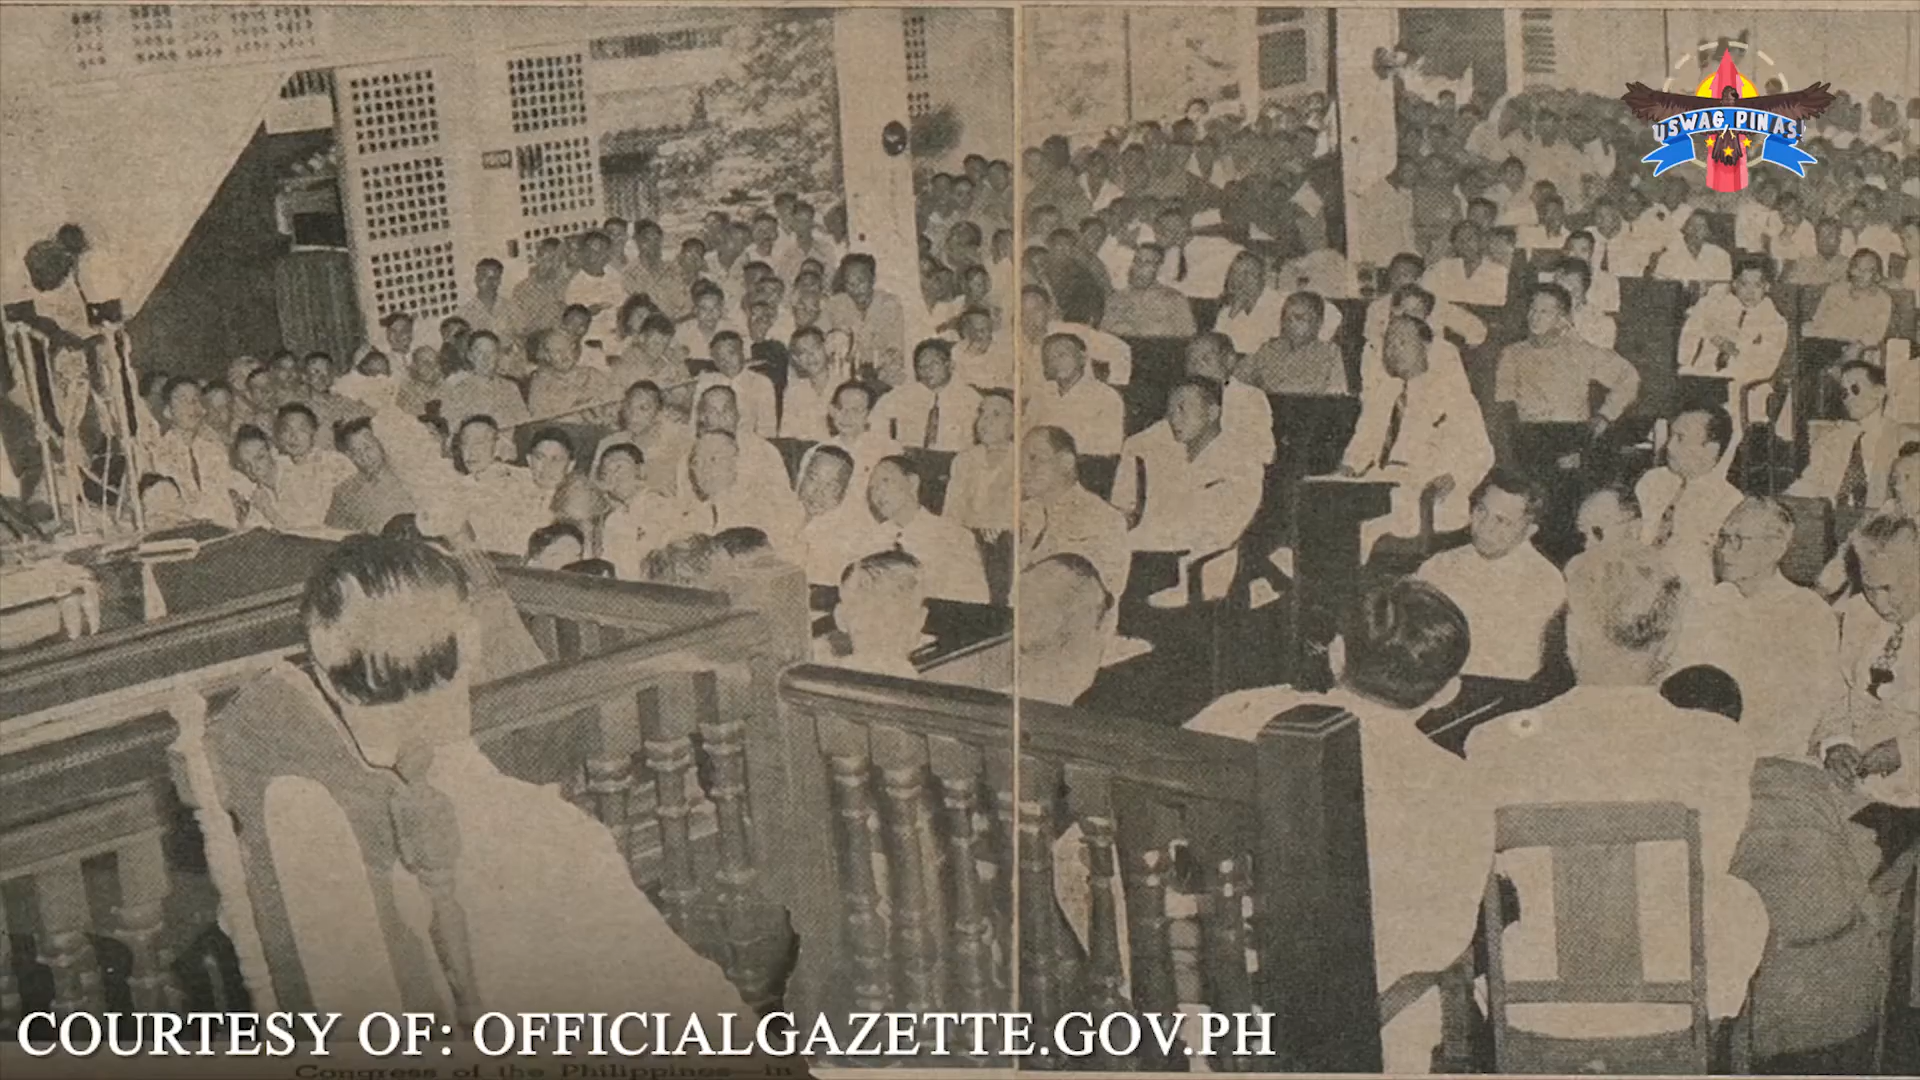 USWAG PINAS!
COURTESY OF: OFFICIALGAZETTE.GOV.PH
Congress of the Philippines—in